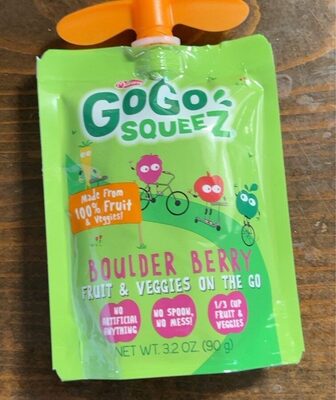 GoGo
SQUEEZ
Made From
100% Fruit
& Veggies!
BOULDER BERRY
FRUIT & VEGGIES ON THE GO
NO
ARTIFICIAL
ANYTHING
NO SPOON,
NO MESS!
1/3 CUP
FRUIT &
VEGGIES
NET WT. 3.2 OZ. (90 g)